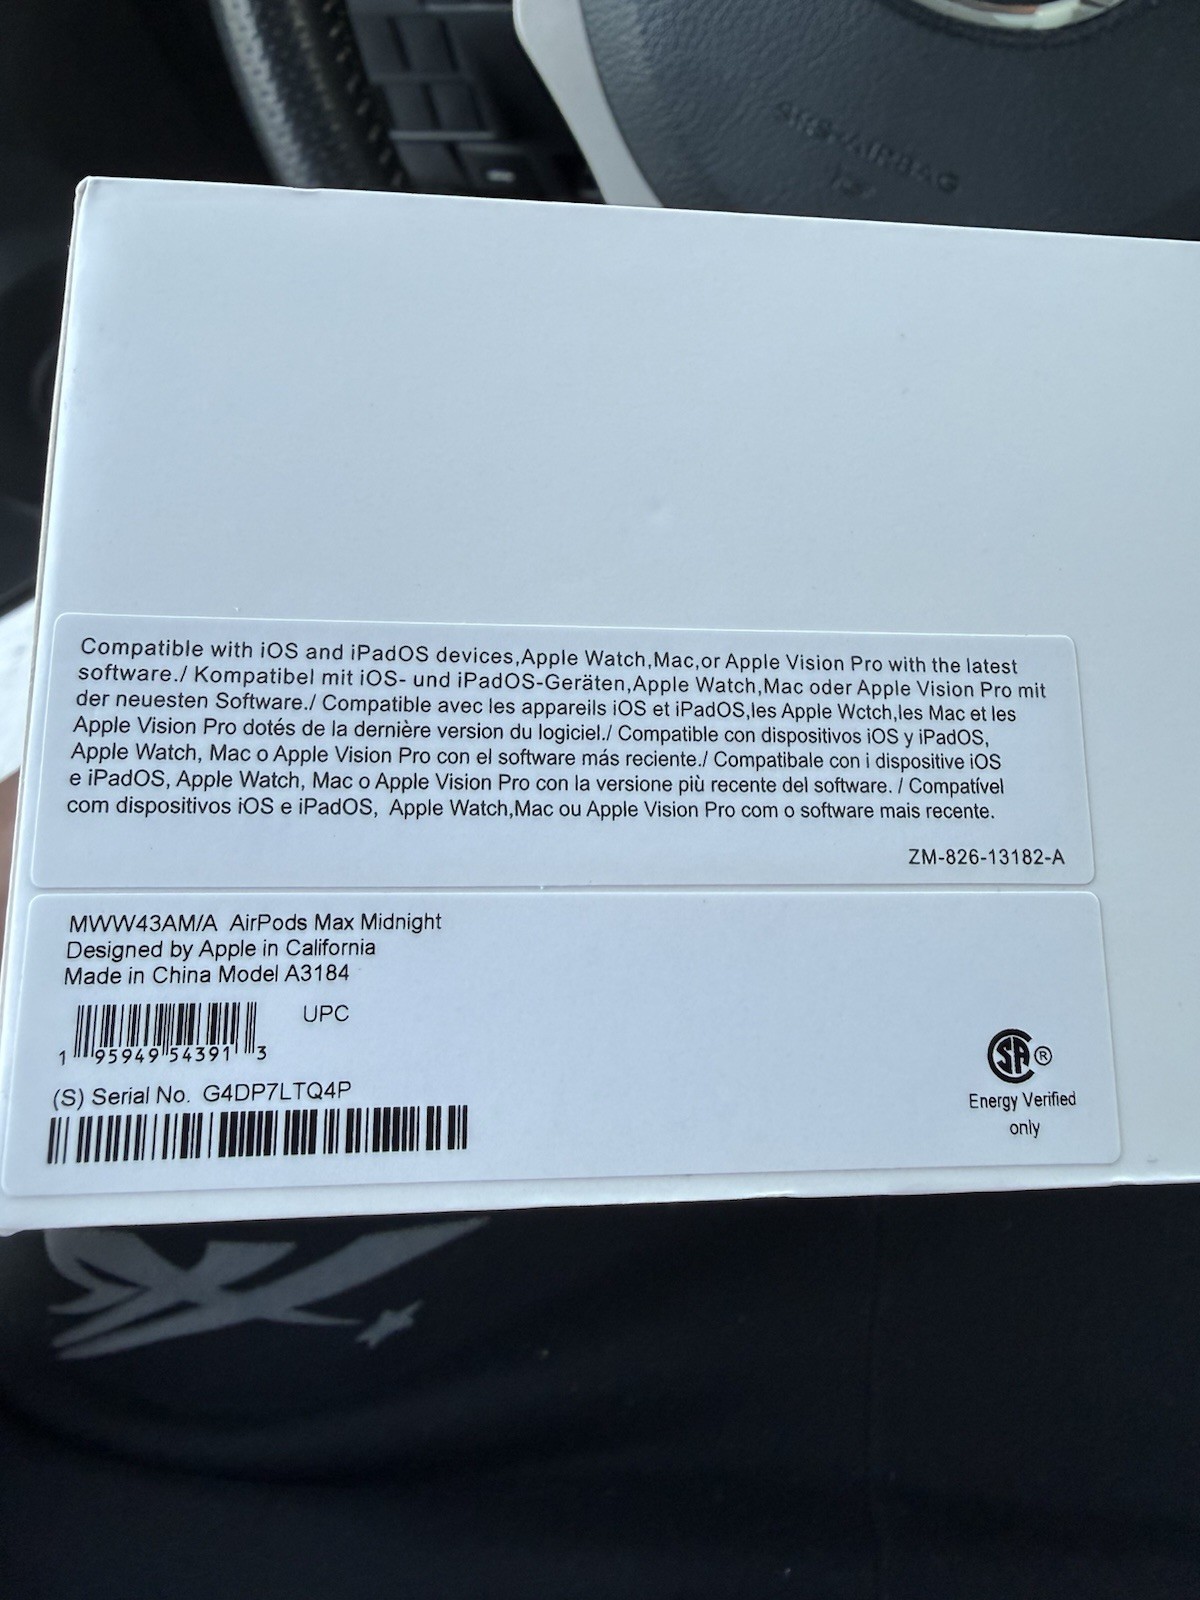 SRS-AIRBAG
Compatible with iOS and iPadOS devices,Apple Watch,Mac,or Apple Vision Pro with the latest
software./ Kompatibel mit iOS- und iPadOS-Geräten,Apple Watch,Mac oder Apple Vision Pro mit
der neuesten Software./ Compatible avec les appareils iOS et iPadOS,les Apple Wctch,les Mac et les
Apple Vision Pro dotés de la dernière version du logiciel./ Compatible con dispositivos iOS y iPadOS,
Apple Watch, Mac o Apple Vision Pro con el software más reciente./ Compatibale con i dispositive iOS
e iPadOS, Apple Watch, Mac o Apple Vision Pro con la versione più recente del software. / Compatível
com dispositivos iOS e iPadOS, Apple Watch,Mac ou Apple Vision Pro com o software mais recente.
ZM-826-13182-A
MWW43AM/A AirPods Max Midnight
Designed by Apple in California
Made in China Model A3184
UPC
1 95949 54391 3
(S) Serial No. G4DP7LTQ4P
SA ®
Energy Verified
only